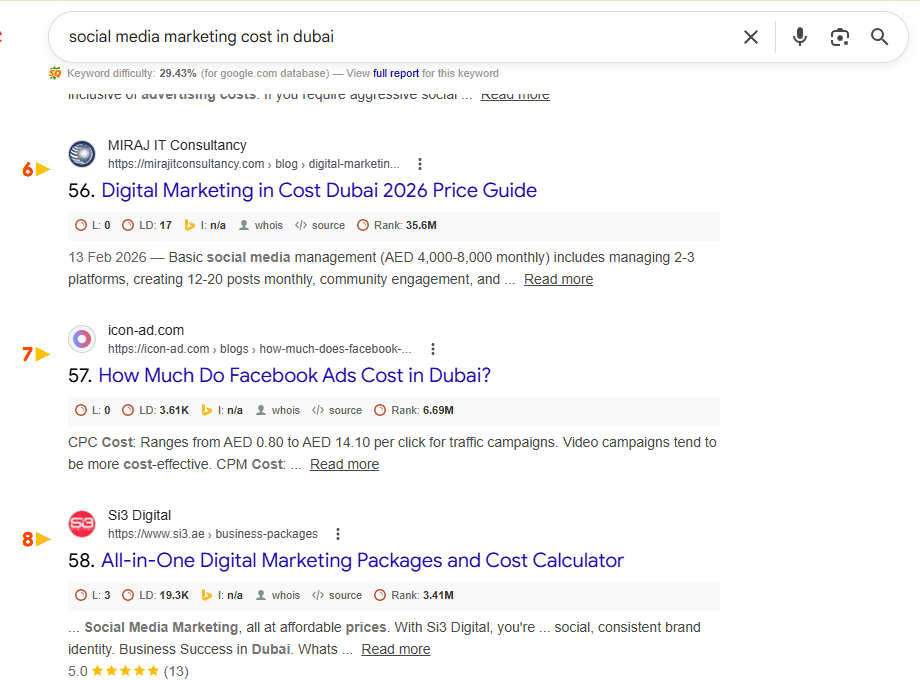 social media marketing cost in dubai
Keyword difficulty: 29.43% (for google.com database) — View full report for this keyword
inclusive of advertising costs. If you require aggressive social ... Read more
6
MIRAJ IT Consultancy
https://mirajitconsultancy.com › blog › digital-marketin...
56. Digital Marketing in Cost Dubai 2026 Price Guide
L: 0 LD: 17 I: n/a whois source Rank: 35.6M
13 Feb 2026 — Basic social media management (AED 4,000-8,000 monthly) includes managing 2-3
platforms, creating 12-20 posts monthly, community engagement, and ... Read more
7
icon-ad.com
https://icon-ad.com › blogs › how-much-does-facebook-...
57. How Much Do Facebook Ads Cost in Dubai?
L: 0 LD: 3.61K I: n/a whois source Rank: 6.69M
CPC Cost: Ranges from AED 0.80 to AED 14.10 per click for traffic campaigns. Video campaigns tend to
be more cost-effective. CPM Cost: ... Read more
8
Si3
Si3 Digital
https://www.si3.ae › business-packages
58. All-in-One Digital Marketing Packages and Cost Calculator
L: 3 LD: 19.3K I: n/a whois source Rank: 3.41M
... Social Media Marketing, all at affordable prices. With Si3 Digital, you're ... social, consistent brand
identity. Business Success in Dubai. Whats ... Read more
5.0 ★★★★★ (13)